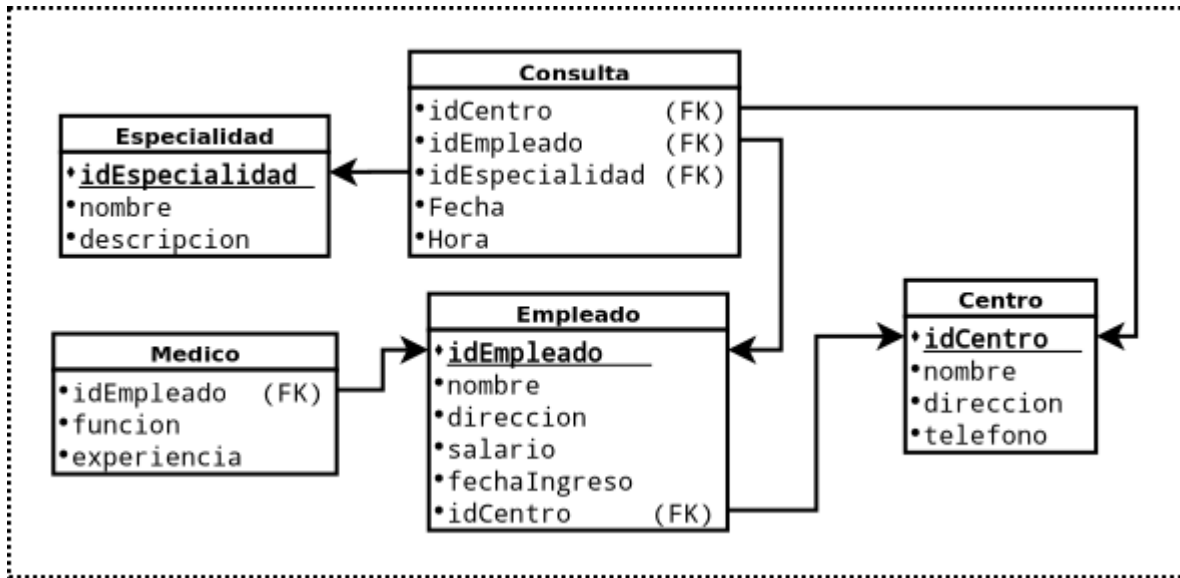 Consulta
idCentro (FK)
idEmpleado (FK)
idEspecialidad (FK)
Fecha
Hora
Especialidad
idEspecialidad
nombre
descripcion
Medico
idEmpleado (FK)
funcion
experiencia
Empleado
idEmpleado
nombre
direccion
salario
fechaIngreso
idCentro (FK)
Centro
idCentro
nombre
direccion
telefono